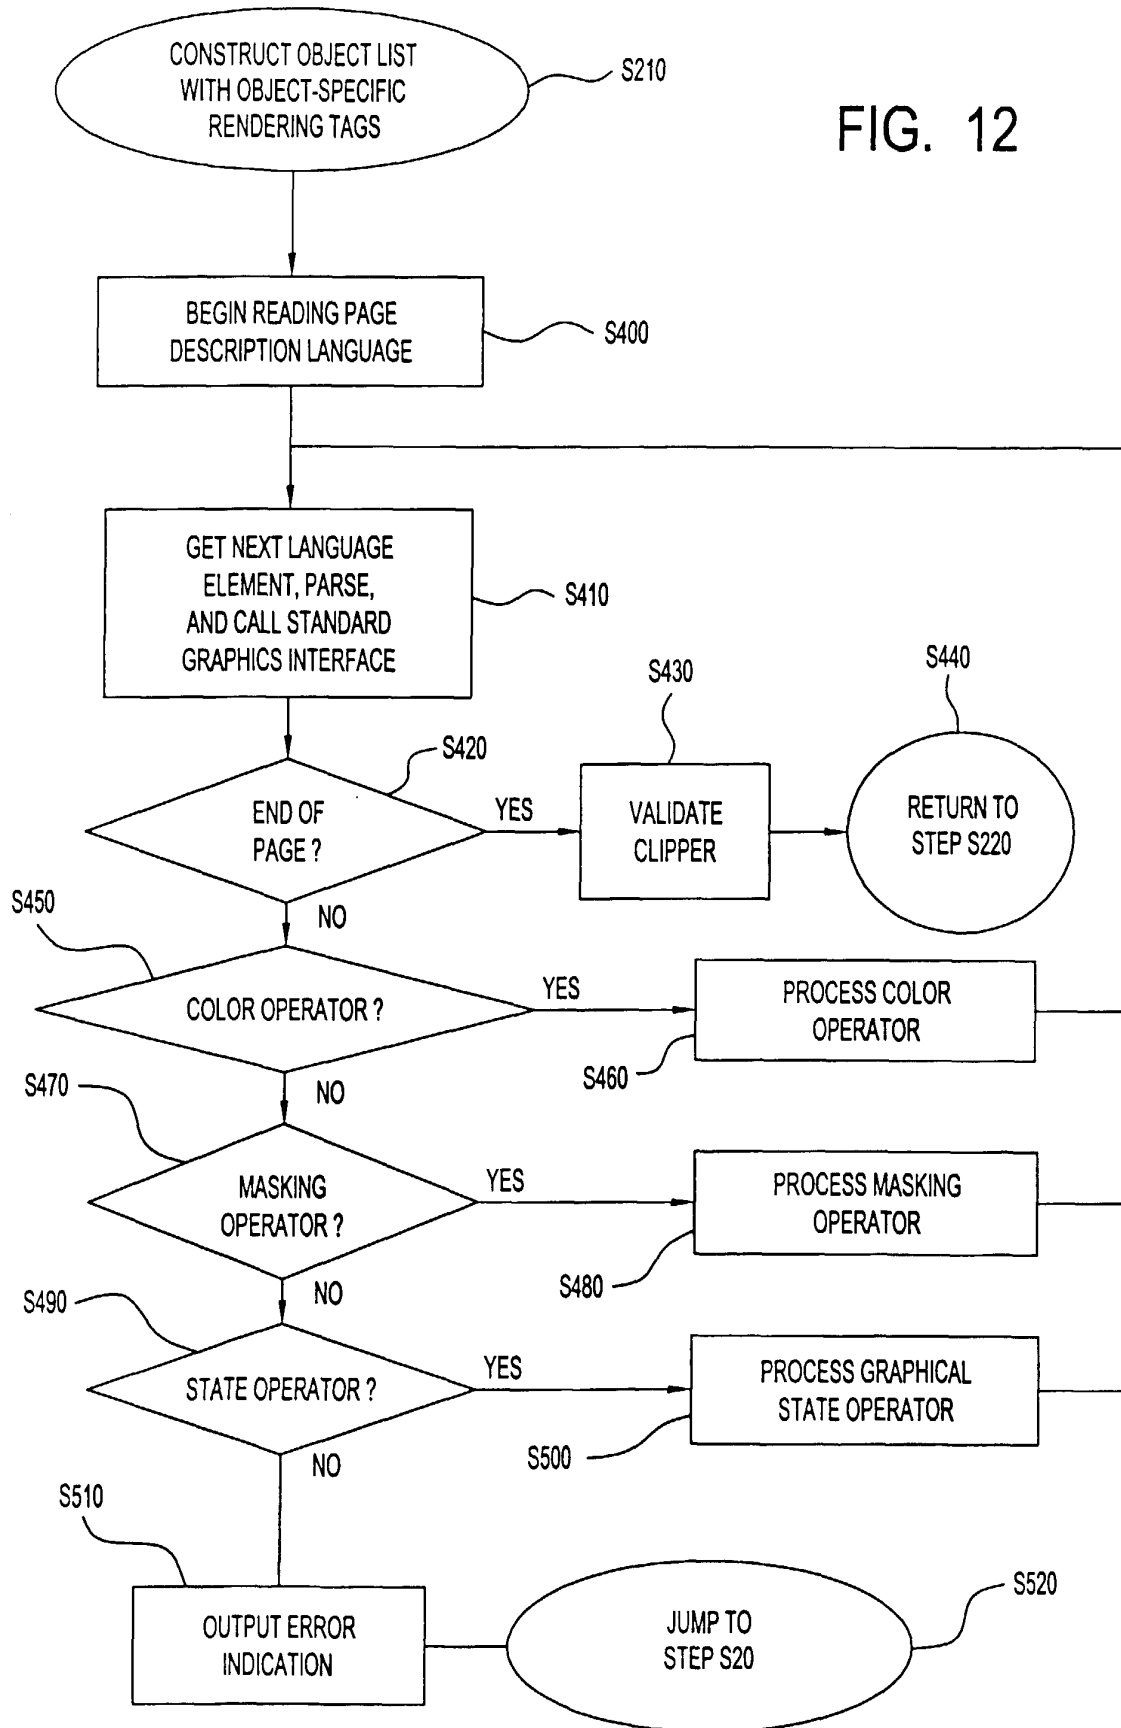 CONSTRUCT OBJECT LIST
WITH OBJECT-SPECIFIC
RENDERING TAGS
S210
FIG. 12
BEGIN READING PAGE
DESCRIPTION LANGUAGE
S400
GET NEXT LANGUAGE
ELEMENT, PARSE,
AND CALL STANDARD
GRAPHICS INTERFACE
S410
S420
END OF
PAGE ?
YES
NO
S430
VALIDATE
CLIPPER
S440
RETURN TO
STEP S220
S450
COLOR OPERATOR ?
YES
NO
PROCESS COLOR
OPERATOR
S460
S470
MASKING
OPERATOR ?
YES
NO
PROCESS MASKING
OPERATOR
S480
S490
STATE OPERATOR ?
YES
NO
PROCESS GRAPHICAL
STATE OPERATOR
S500
S510
OUTPUT ERROR
INDICATION
JUMP TO
STEP S20
S520